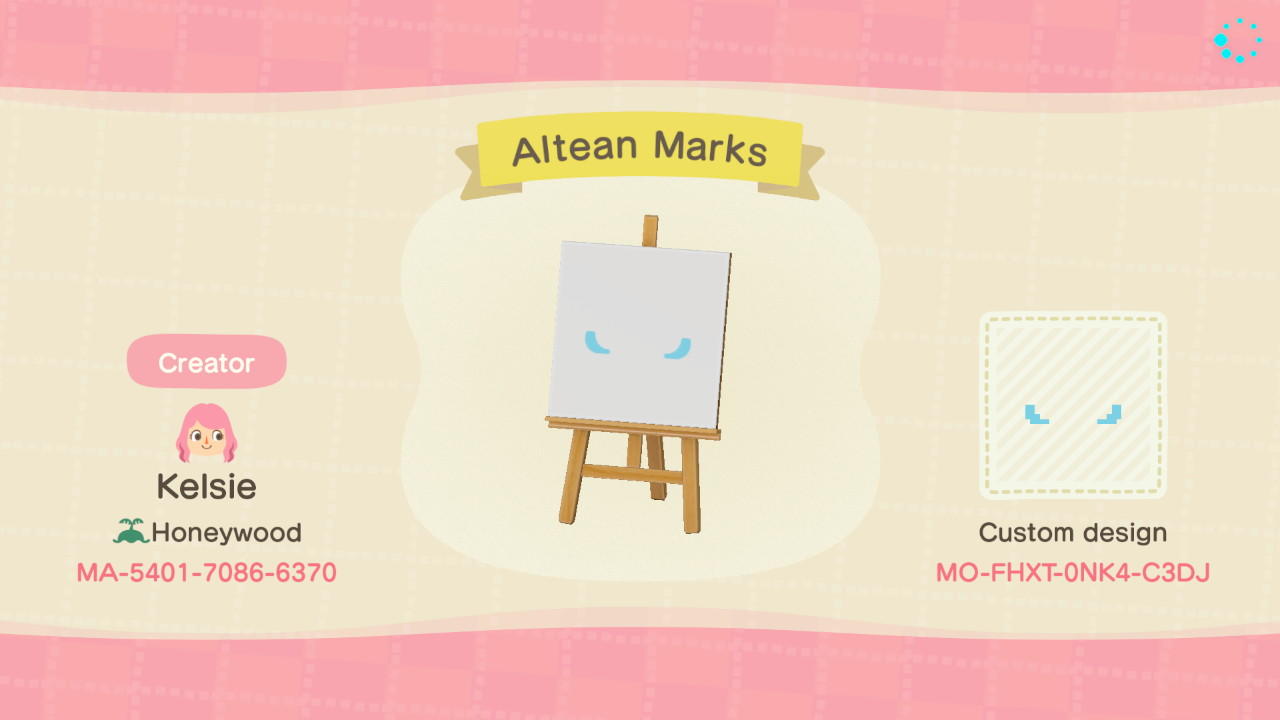 Altean Marks
Creator
Kelsie
Honeywood
MA-5401-7086-6370
Custom design
MO-FHXT-0NK4-C3DJ